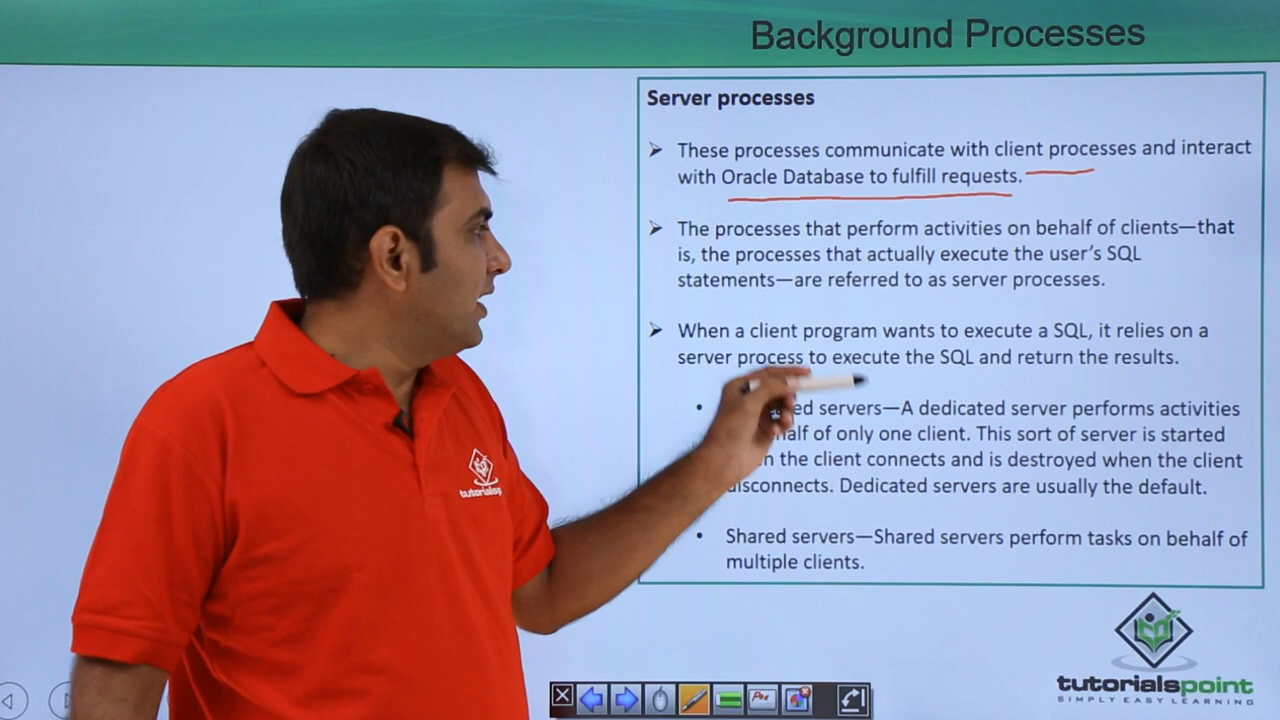 Background Processes
Server processes
These processes communicate with client processes and interact
with Oracle Database to fulfill requests.
The processes that perform activities on behalf of clients—that
is, the processes that actually execute the user's SQL
statements—are referred to as server processes.
When a client program wants to execute a SQL, it relies on a
server process to execute the SQL and return the results.
servers—A dedicated server performs activities
of only one client. This sort of server is started
the client connects and is destroyed when the client
disconnects. Dedicated servers are usually the default.
Shared servers—Shared servers perform tasks on behalf of
multiple clients.
tutorialspoint
SIMPLY EASY LEARNING